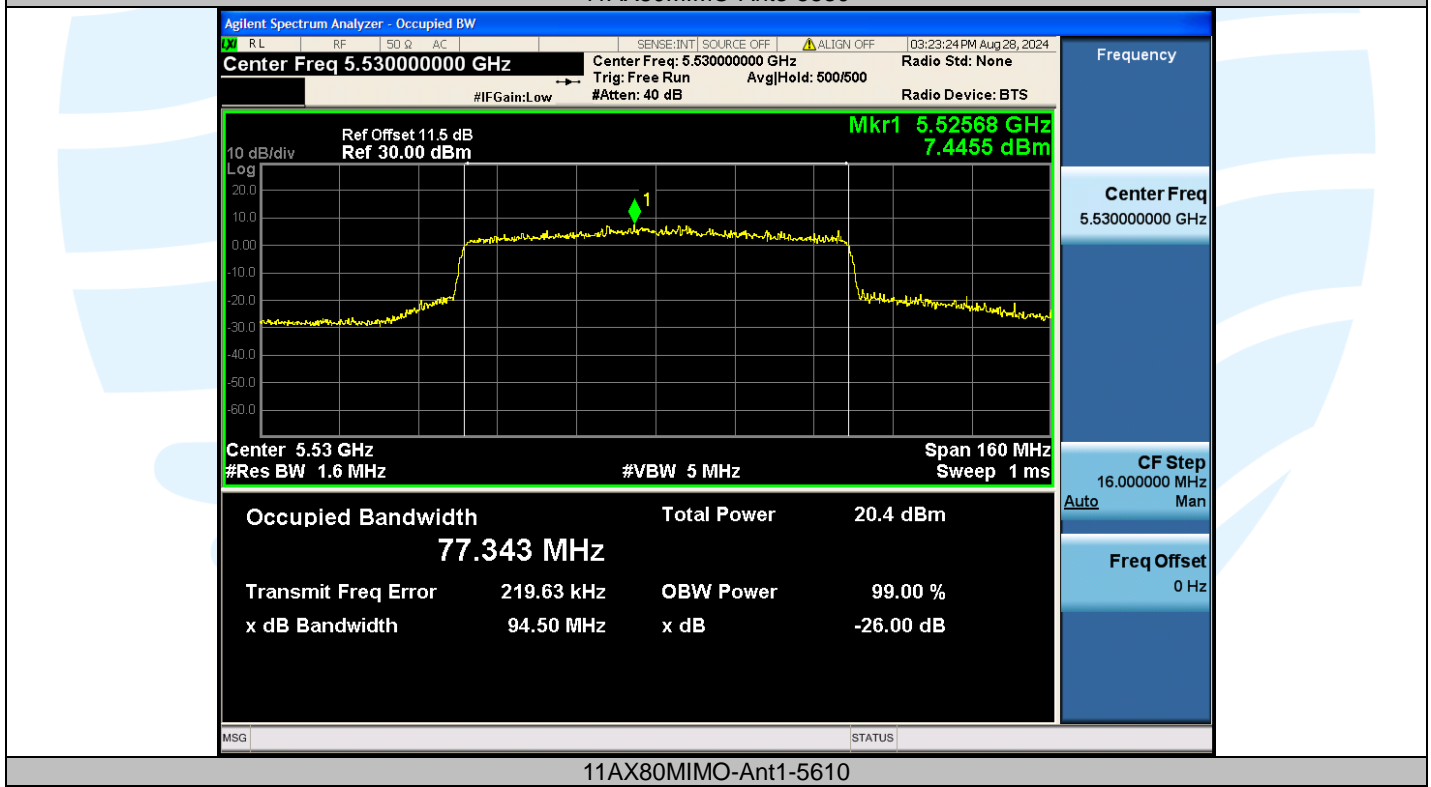 Agilent Spectrum Analyzer - Occupied BW
LXI RL RF 50 Ω AC SENSE:INT SOURCE OFF ALIGN OFF 03:23:24 PM Aug 28, 2024
Center Freq 5.530000000 GHz
Center Freq: 5.530000000 GHz Radio Std: None
Trig: Free Run Avg|Hold: 500/500
#IFGain:Low #Atten: 40 dB Radio Device: BTS
Mkr1 5.52568 GHz
7.4455 dBm
Ref Offset 11.5 dB
10 dB/div Ref 30.00 dBm
Log
20.0
1
10.0
0.00
-10.0
-20.0
-30.0
-40.0
-50.0
-60.0
Center 5.53 GHz Span 160 MHz
#Res BW 1.6 MHz #VBW 5 MHz Sweep 1 ms
Occupied Bandwidth Total Power 20.4 dBm
77.343 MHz
Transmit Freq Error 219.63 kHz OBW Power 99.00 %
x dB Bandwidth 94.50 MHz x dB -26.00 dB
MSG STATUS
Frequency
Center Freq
5.530000000 GHz
CF Step
16.000000 MHz
Auto Man
Freq Offset
0 Hz
11AX80MIMO-Ant1-5610